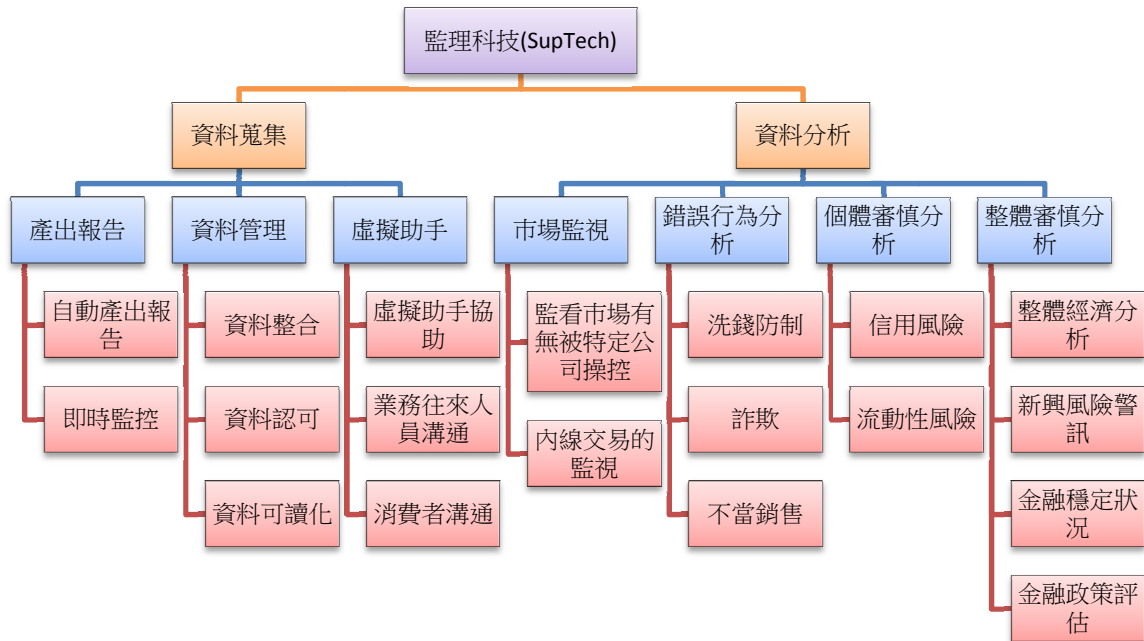 監理科技(SupTech)
資料蒐集
資料分析
產出報告
資料管理
虛擬助手
市場監視
錯誤行為分
析
個體審慎分
析
整體審慎分
析
自動產出報
告
即時監控
資料整合
資料認可
資料可讀化
虛擬助手協
助
業務往來人
員溝通
消費者溝通
監看市場有
無被特定公
司操控
內線交易的
監視
洗錢防制
詐欺
不當銷售
信用風險
流動性風險
整體經濟分
析
新興風險警
訊
金融穩定狀
況
金融政策評
估